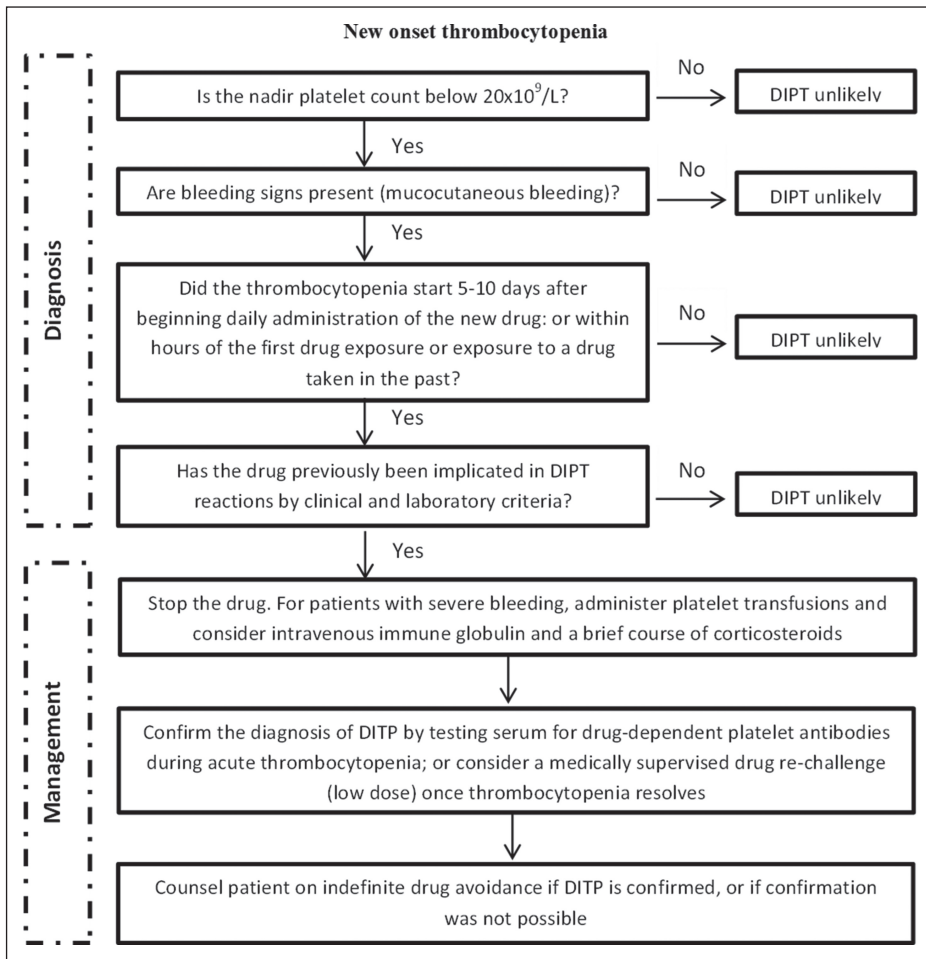 New onset thrombocytopenia
Is the nadir platelet count below 20x10⁹/L?
No
DIPT unlikely
Yes
Are bleeding signs present (mucocutaneous bleeding)?
No
DIPT unlikely
Yes
Did the thrombocytopenia start 5-10 days after
beginning daily administration of the new drug: or within
hours of the first drug exposure or exposure to a drug
taken in the past?
No
DIPT unlikely
Yes
Has the drug previously been implicated in DIPT
reactions by clinical and laboratory criteria?
No
DIPT unlikely
Yes
Diagnosis
Stop the drug. For patients with severe bleeding, administer platelet transfusions and
consider intravenous immune globulin and a brief course of corticosteroids
Confirm the diagnosis of DITP by testing serum for drug-dependent platelet antibodies
during acute thrombocytopenia; or consider a medically supervised drug re-challenge
(low dose) once thrombocytopenia resolves
Counsel patient on indefinite drug avoidance if DITP is confirmed, or if confirmation
was not possible
Management